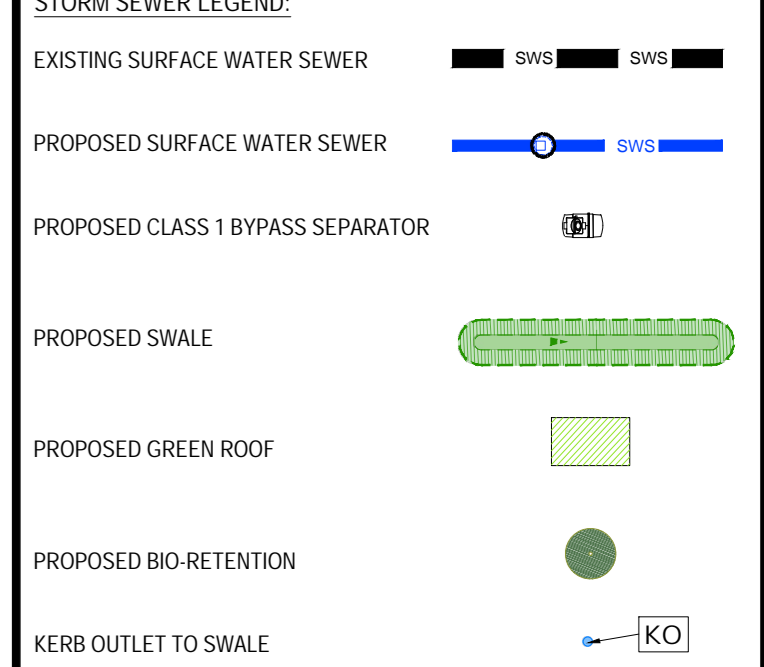 STORM SEWER LEGEND:
EXISTING SURFACE WATER SEWER SWS SWS
PROPOSED SURFACE WATER SEWER SWS
PROPOSED CLASS 1 BYPASS SEPARATOR
PROPOSED SWALE
PROPOSED GREEN ROOF
PROPOSED BIO-RETENTION
KERB OUTLET TO SWALE KO